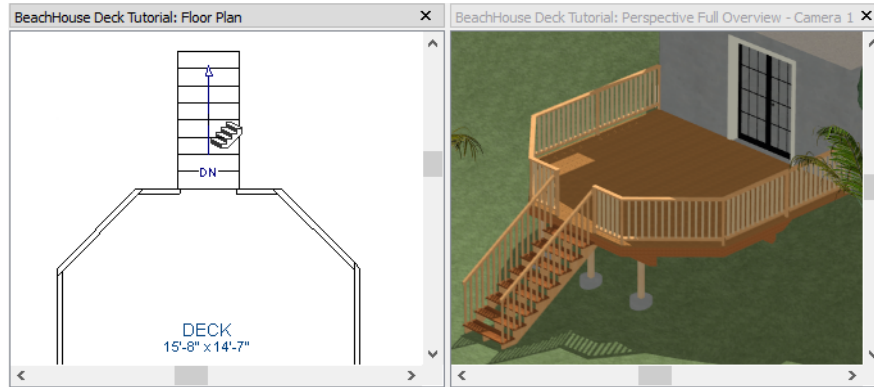 BeachHouse Deck Tutorial: Floor Plan
BeachHouse Deck Tutorial: Perspective Full Overview - Camera 1
DN
DECK
15'-8" x 14'-7"